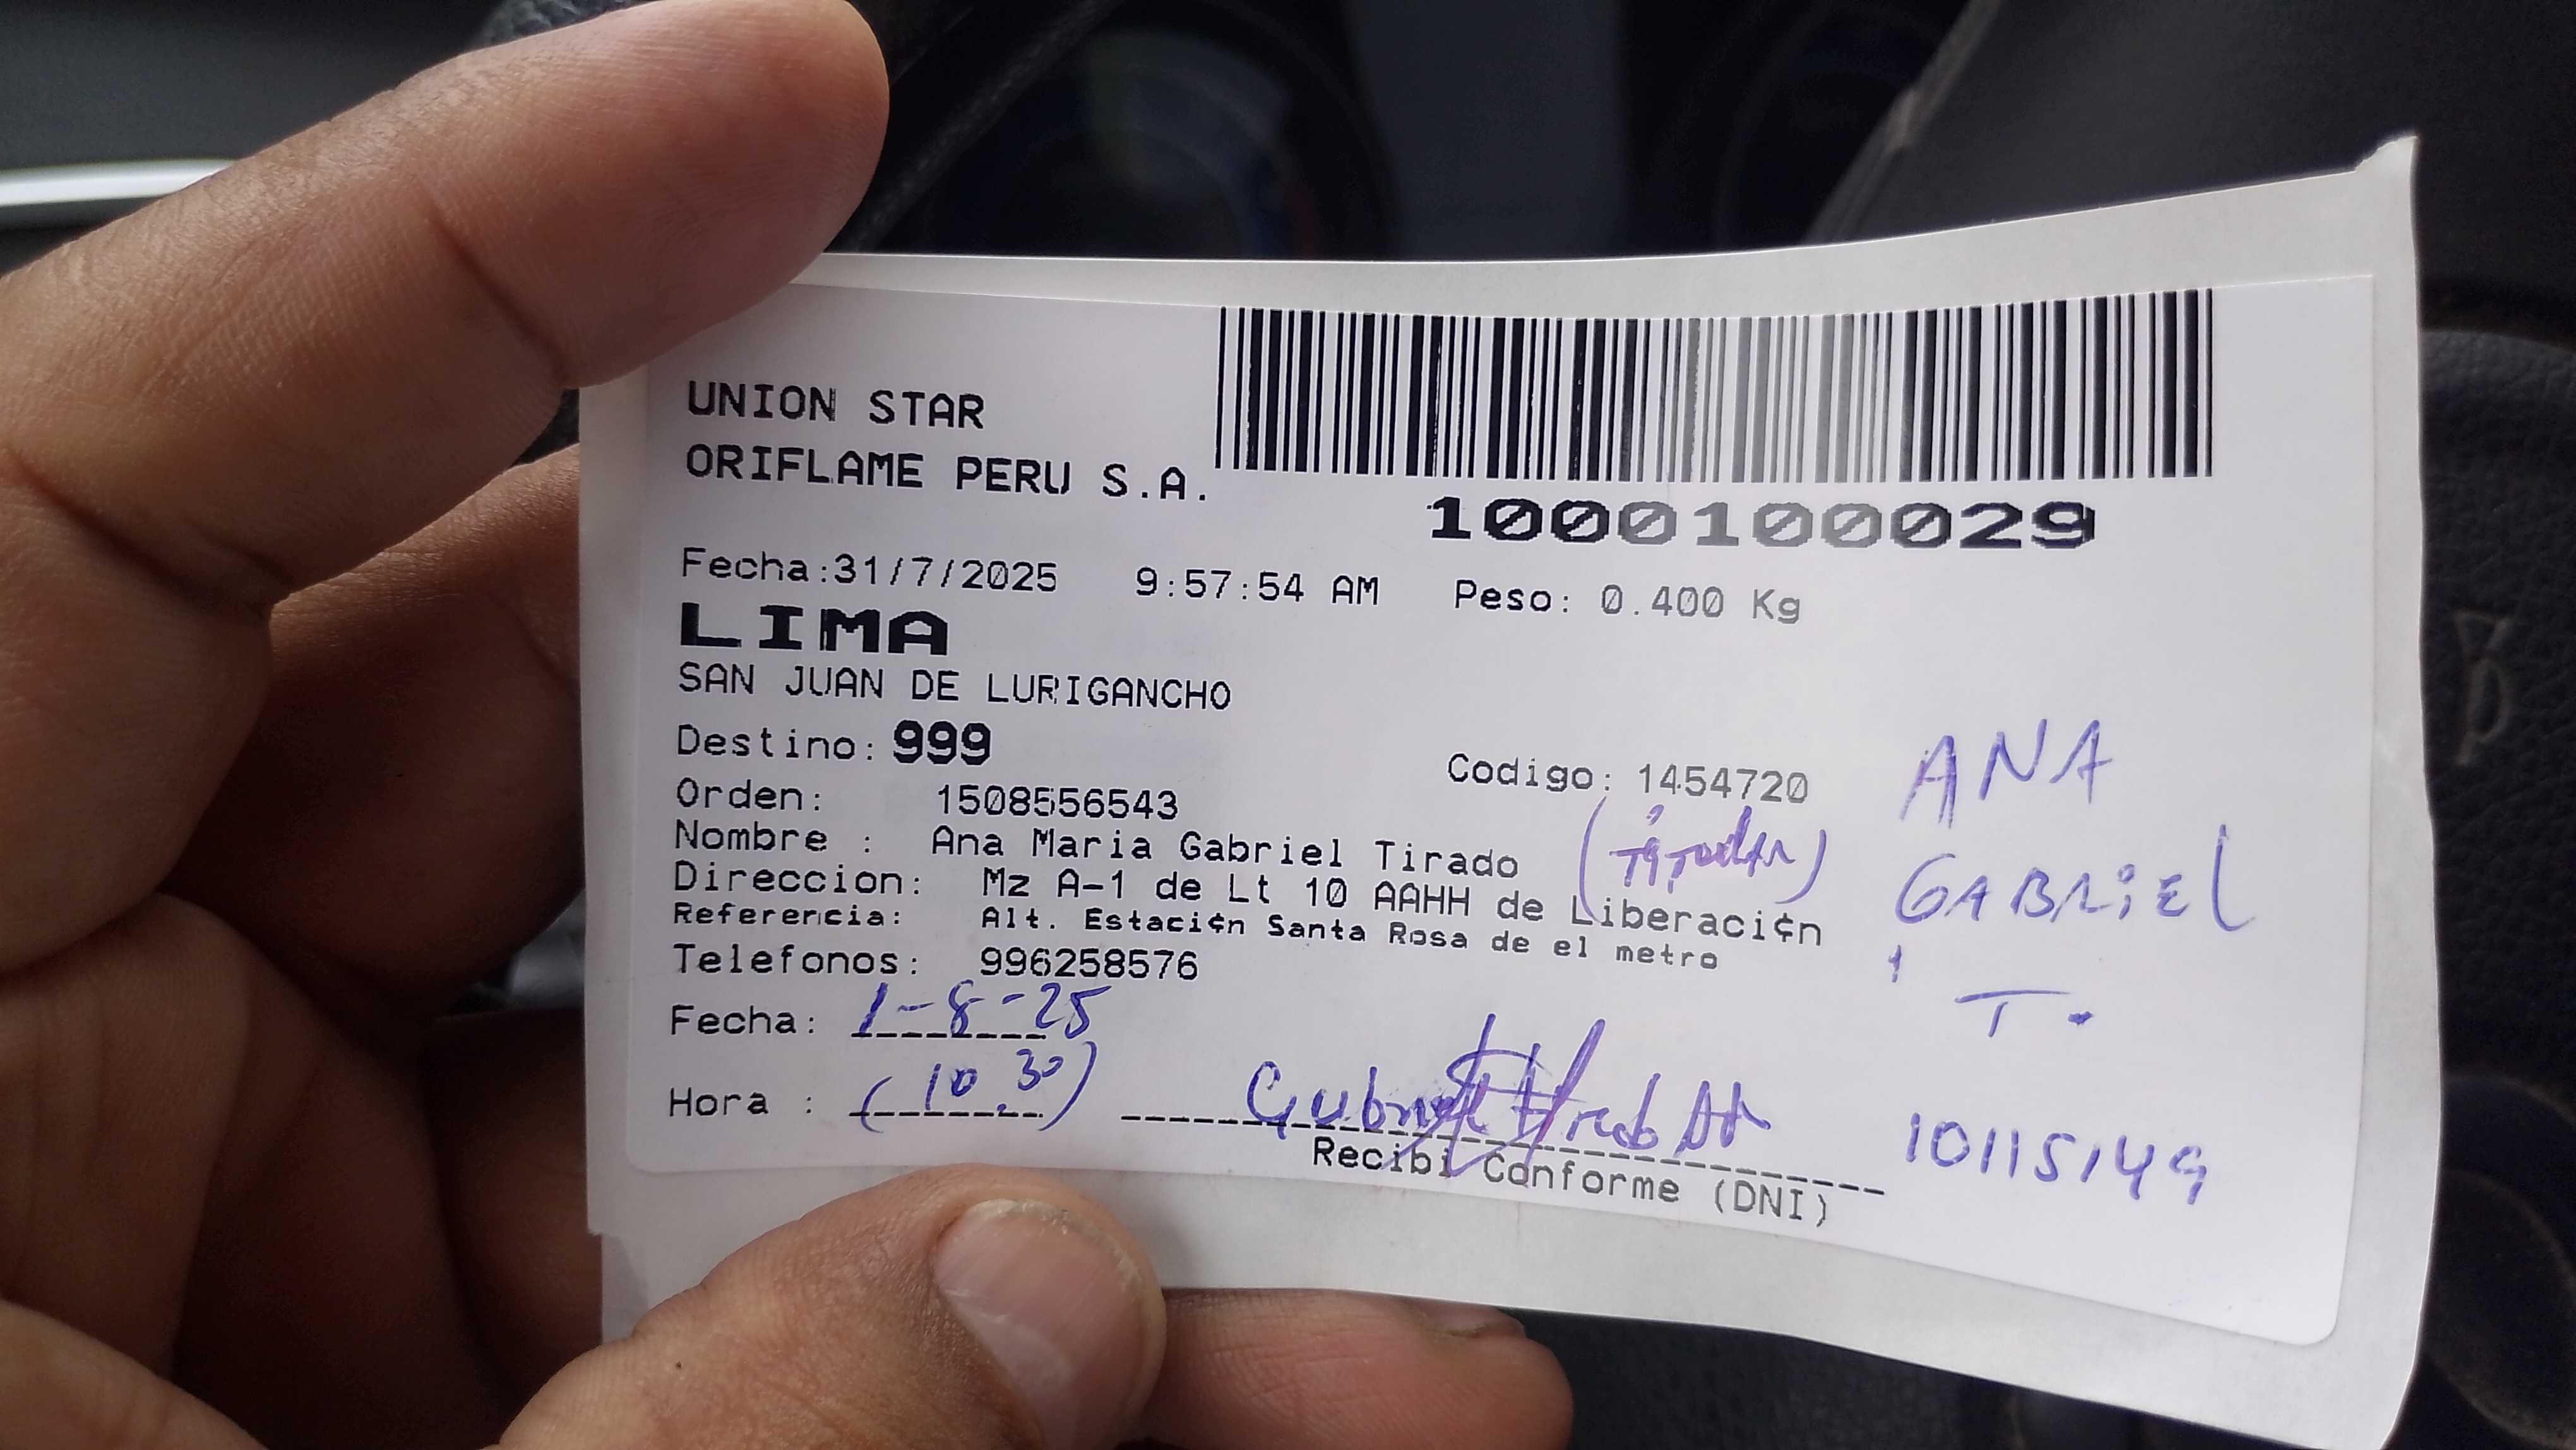 UNION STAR
ORIFLAME PERU S.A.
1000100029
Fecha:31/7/2025 9:57:54 AM Peso: 0.400 Kg
LIMA
SAN JUAN DE LURIGANCHO
Destino: 999
Codigo: 1454720
Orden: 1508556543
Nombre : Ana Maria Gabriel Tirado
Direccion: Mz A-1 de Lt 10 AAHH de Liberaci¢n
Referencia: Alt. Estaci¢n Santa Rosa de el metro
Telefonos: 996258576
ANA
GABRiEL
T.
Fecha: 1-8-25
Hora : (10.30)
10115149
Recibi Conforme (DNI)